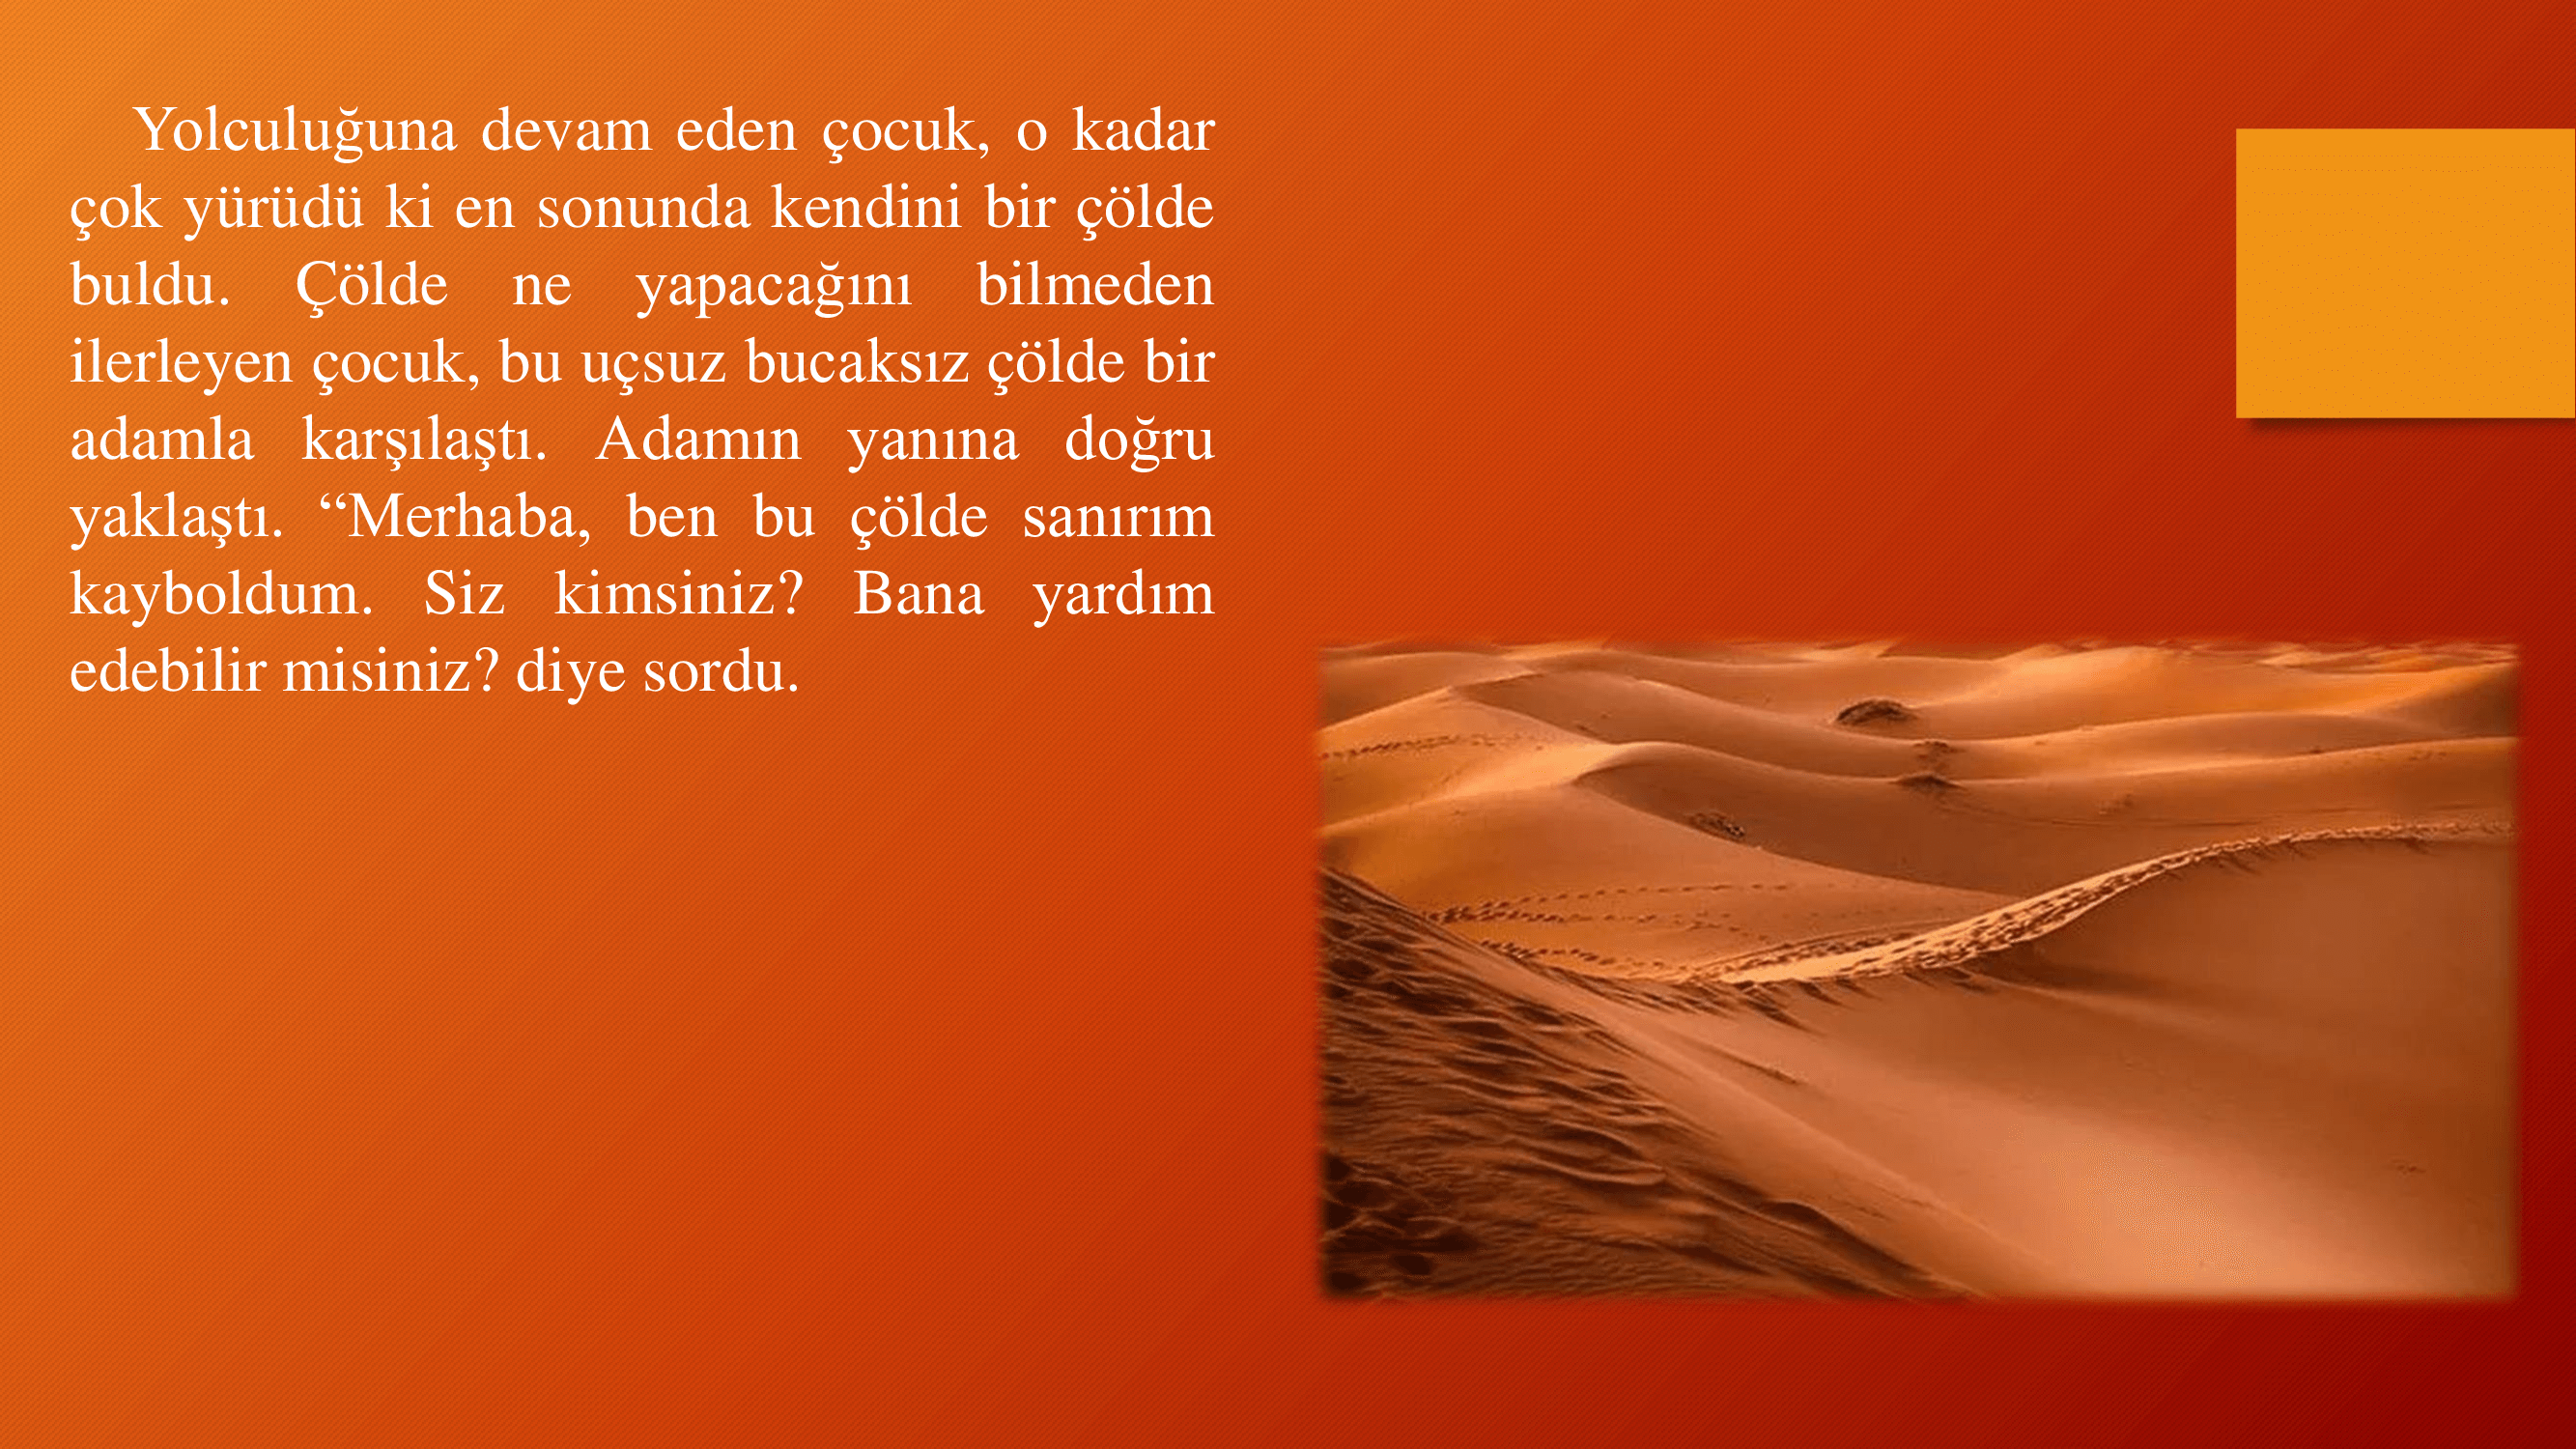 Yolculuğuna devam eden çocuk, o kadar
çok yürüdü ki en sonunda kendini bir çölde
buldu. Çölde ne yapacağını bilmeden
ilerleyen çocuk, bu uçsuz bucaksız çölde bir
adamla karşılaştı. Adamın yanına doğru
yaklaştı. “Merhaba, ben bu çölde sanırım
kayboldum. Siz kimsiniz? Bana yardım
edebilir misiniz? diye sordu.